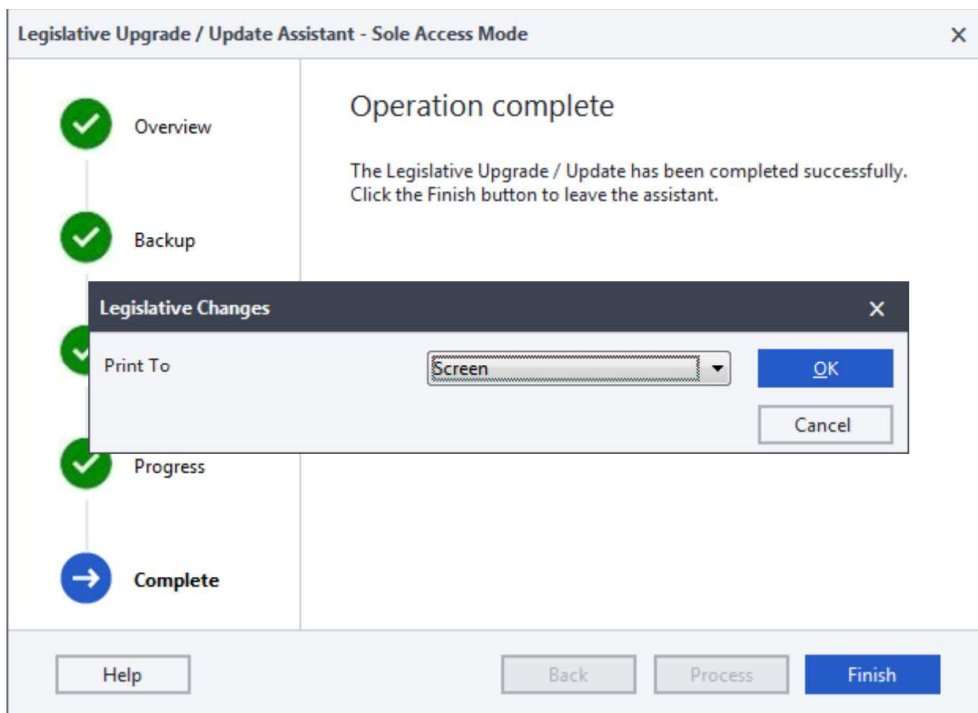 Legislative Upgrade / Update Assistant - Sole Access Mode
Overview
Operation complete
The Legislative Upgrade / Update has been completed successfully.
Click the Finish button to leave the assistant.
Backup
Legislative Changes
Print To
Screen
OK
Cancel
Progress
Complete
Help
Back
Process
Finish